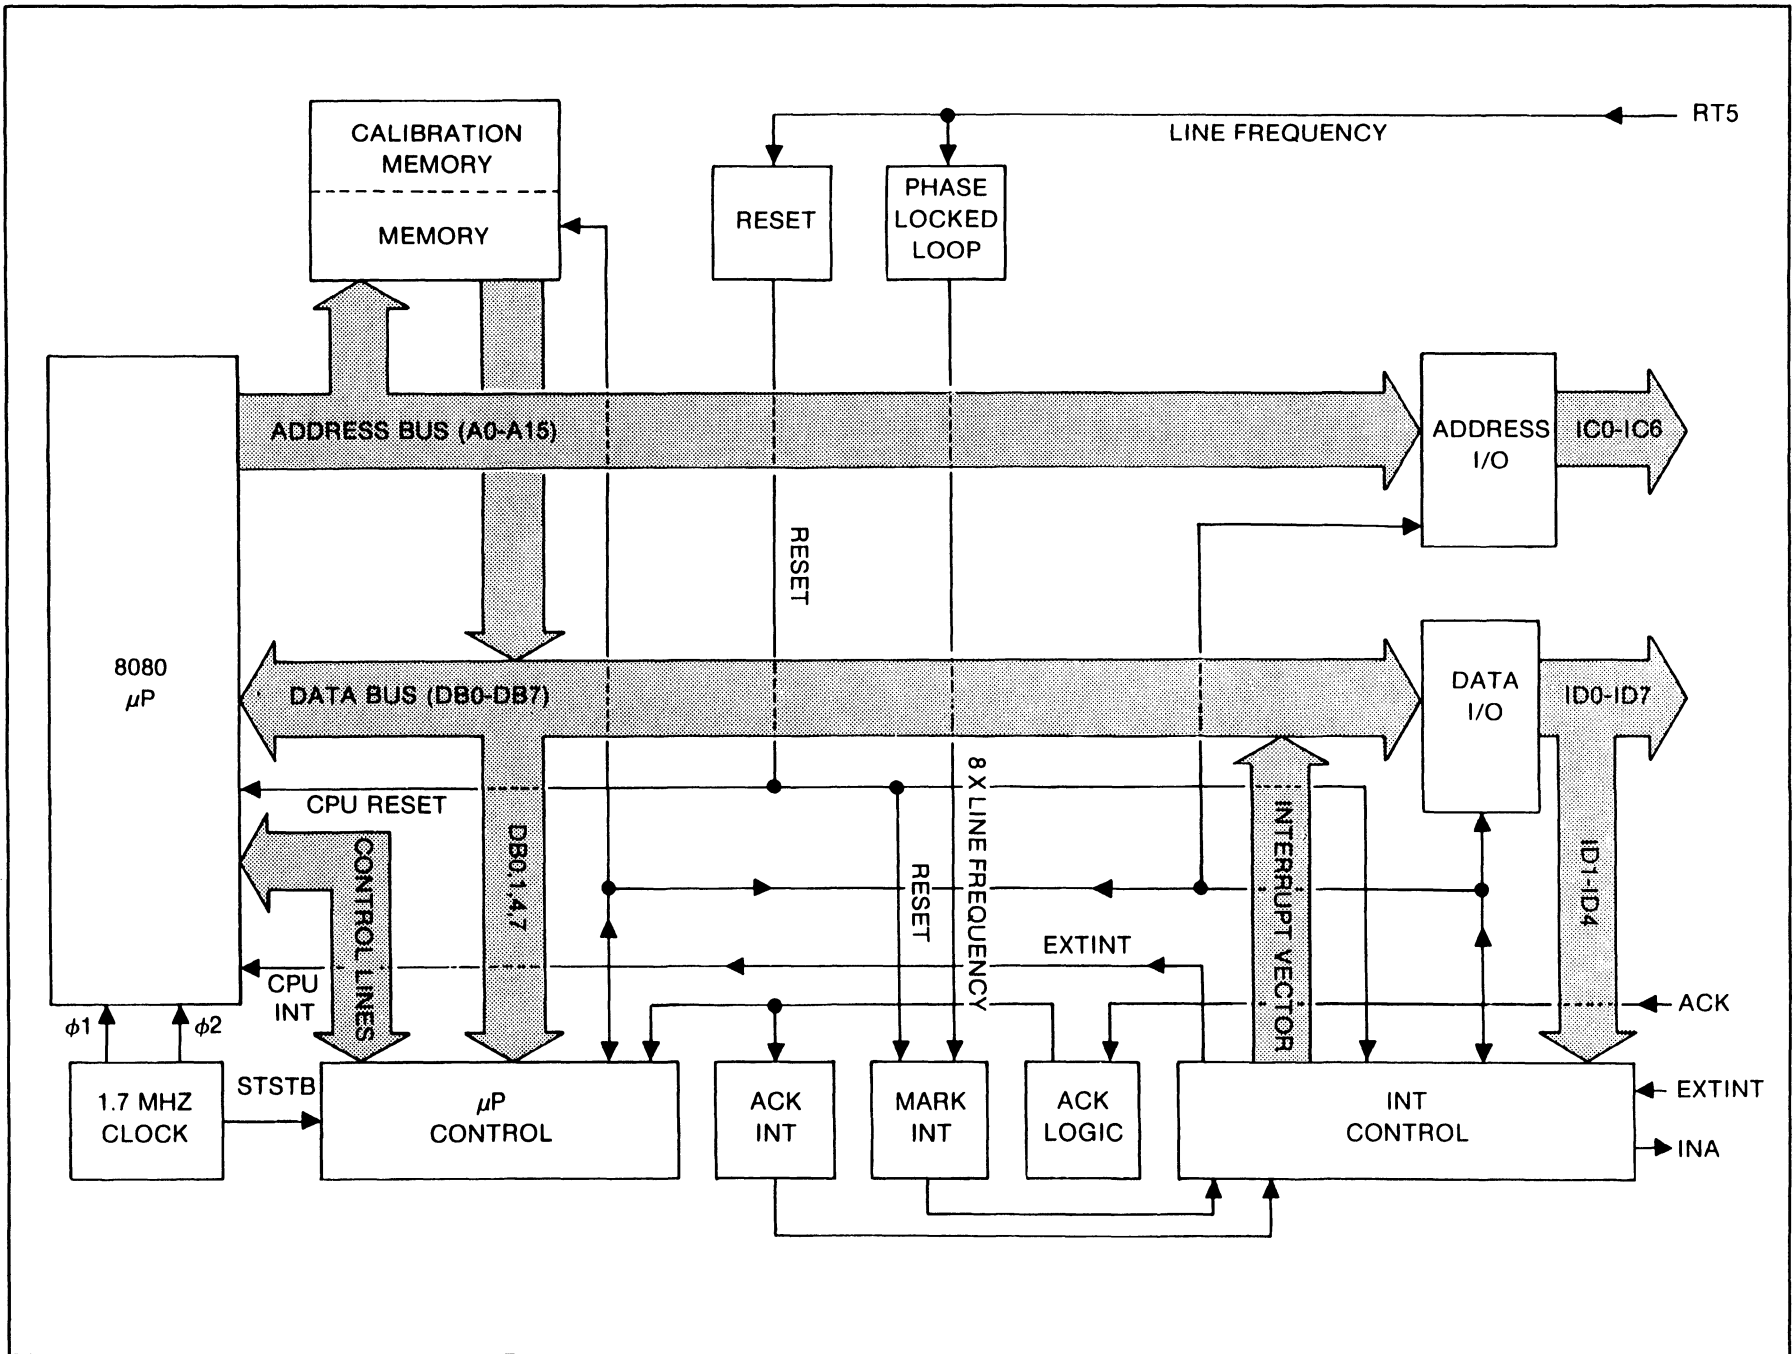 CALIBRATION
MEMORY
MEMORY
RESET
PHASE
LOCKED
LOOP
LINE FREQUENCY
RT5
ADDRESS BUS (A0-A15)
ADDRESS
I/O
IC0-IC6
RESET
8080
µP
DATA BUS (DB0-DB7)
DATA
I/O
ID0-ID7
CPU RESET
CONTROL LINES
DB0,1,4,7
RESET
8 X LINE FREQUENCY
INTERRUPT VECTOR
ID1-ID4
EXTINT
CPU
INT
ACK
ϕ1
ϕ2
STSTB
1.7 MHZ
CLOCK
µP
CONTROL
ACK
INT
MARK
INT
ACK
LOGIC
INT
CONTROL
EXTINT
INA